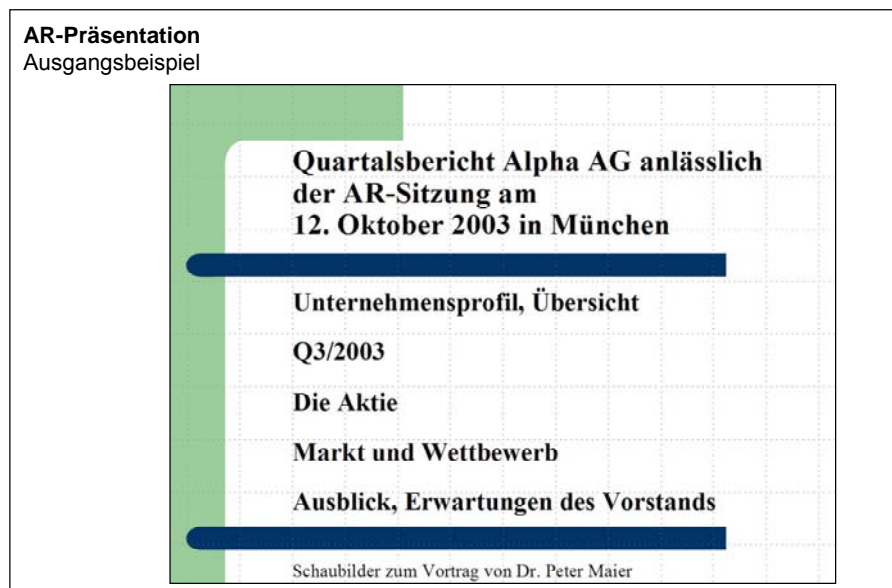 AR-Präsentation
Ausgangsbeispiel
Quartalsbericht Alpha AG anlässlich
der AR-Sitzung am
12. Oktober 2003 in München
Unternehmensprofil, Übersicht
Q3/2003
Die Aktie
Markt und Wettbewerb
Ausblick, Erwartungen des Vorstands
Schaubilder zum Vortrag von Dr. Peter Maier